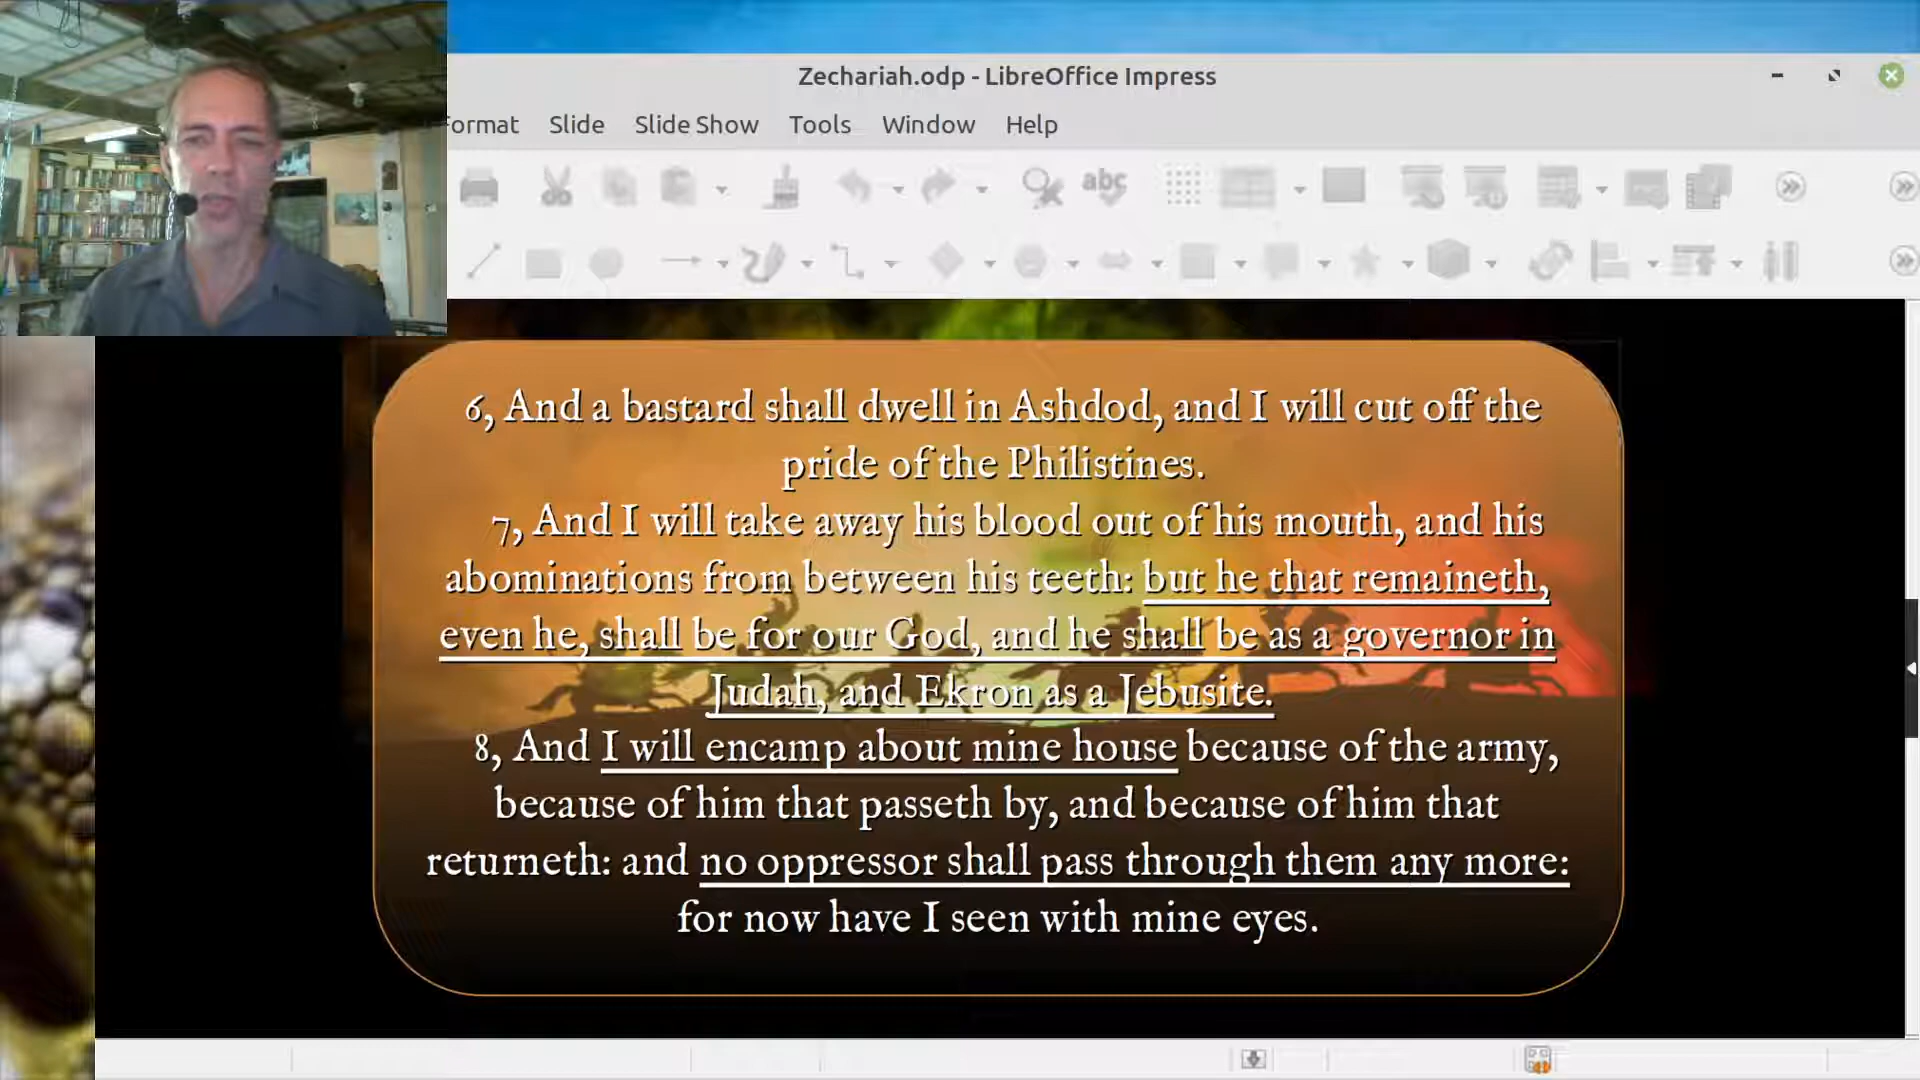 Zechariah.odp - LibreOffice Impress
Format Slide Slide Show Tools Window Help
abc
6, And a bastard shall dwell in Ashdod, and I will cut off the
pride of the Philistines.
7, And I will take away his blood out of his mouth, and his
abominations from between his teeth: but he that remaineth,
even he, shall be for our God, and he shall be as a governor in
Judah, and Ekron as a Jebusite.
8, And I will encamp about mine house because of the army,
because of him that passeth by, and because of him that
returneth: and no oppressor shall pass through them any more:
for now have I seen with mine eyes.